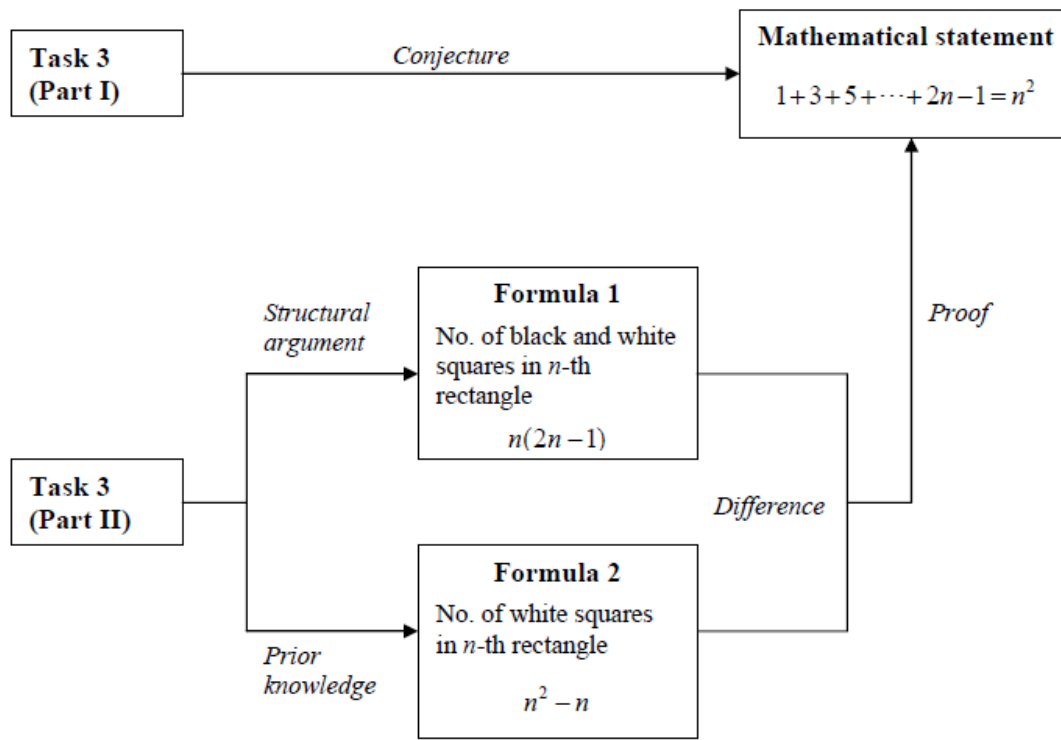 Task 3
(Part I)
Conjecture
Mathematical statement
1+3+5+⋯+2n−1=n²
Structural
argument
Formula 1
No. of black and white
squares in n-th
rectangle
n(2n−1)
Proof
Task 3
(Part II)
Difference
Prior
knowledge
Formula 2
No. of white squares
in n-th rectangle
n²−n